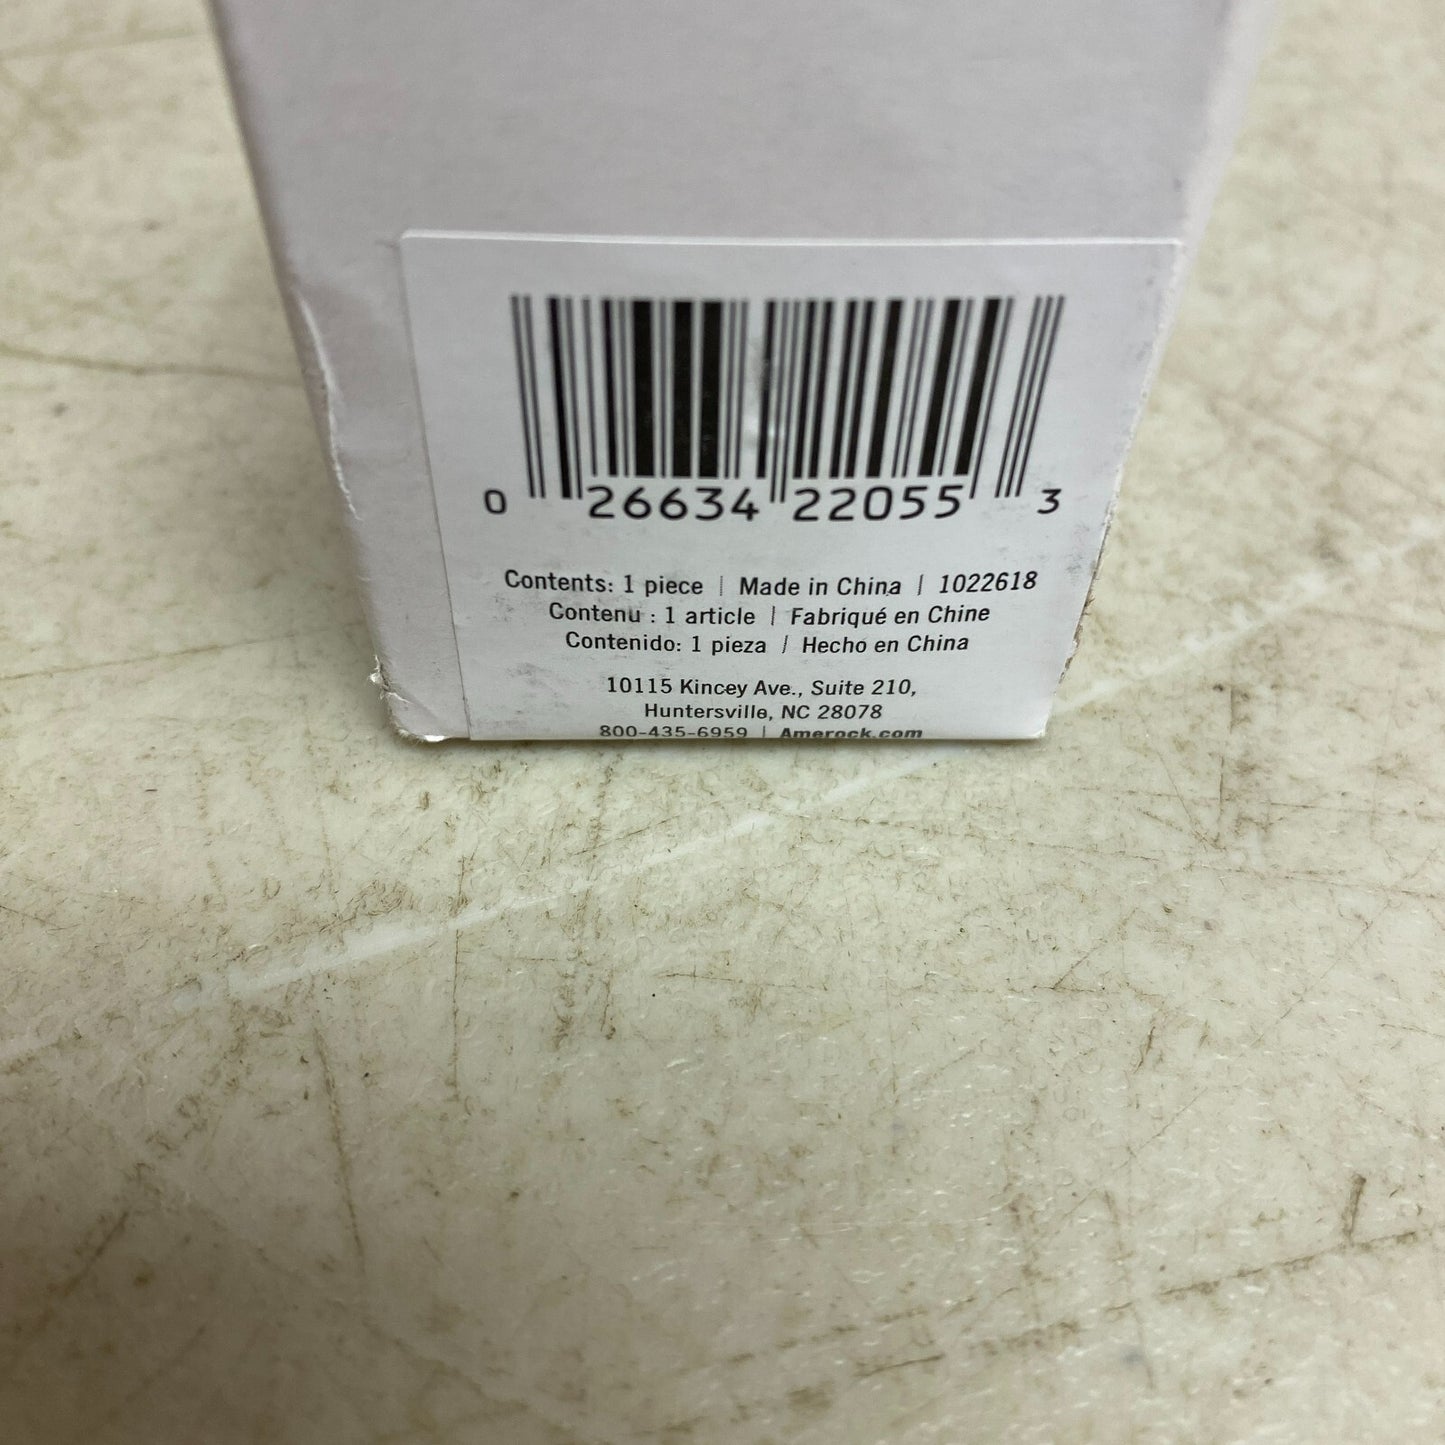 0 26634 22055 3
Contents: 1 piece | Made in China | 1022618
Contenu : 1 article | Fabriqué en Chine
Contenido: 1 pieza | Hecho en China
10115 Kincey Ave., Suite 210,
Huntersville, NC 28078
800-435-6959 | Amerock.com